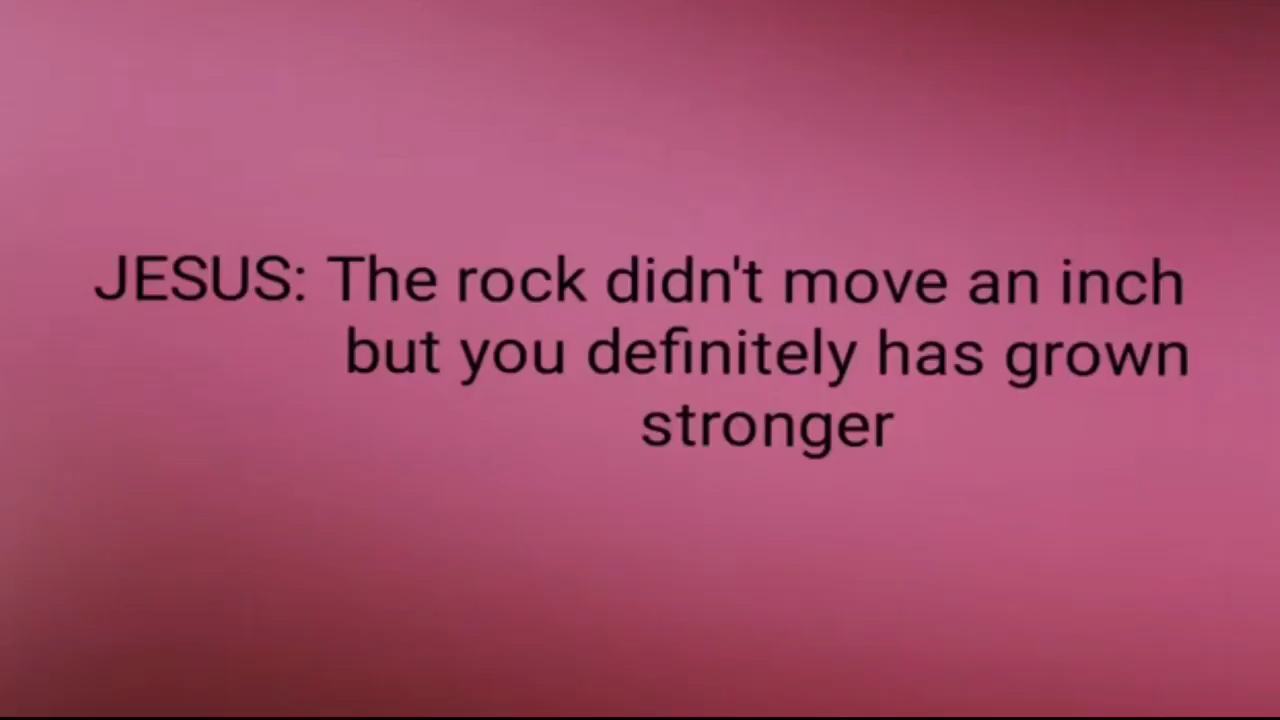 JESUS: The rock didn't move an inch
but you definitely has grown
stronger